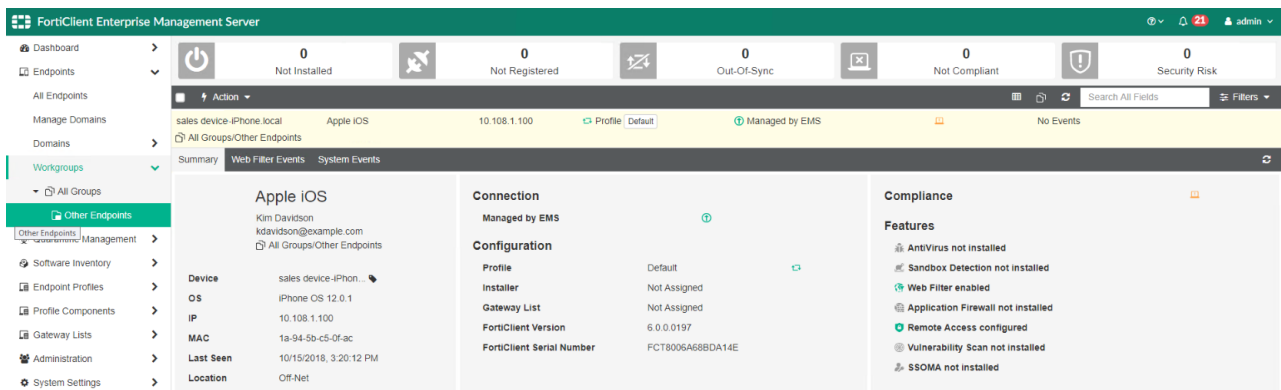 FortiClient Enterprise Management Server
21
admin
Dashboard
Endpoints
All Endpoints
Manage Domains
Domains
Workgroups
All Groups
Other Endpoints
Other Endpoints
Quarantine Management
Software Inventory
Endpoint Profiles
Profile Components
Gateway Lists
Administration
System Settings
0
Not Installed
0
Not Registered
0
Out-Of-Sync
0
Not Compliant
0
Security Risk
Action
Search All Fields
Filters
sales device-iPhone.local Apple iOS 10.108.1.100 Profile Default Managed by EMS No Events
All Groups/Other Endpoints
Summary Web Filter Events System Events
Apple iOS
Kim Davidson
kdavidson@example.com
All Groups/Other Endpoints
Device sales device-iPhon...
OS iPhone OS 12.0.1
IP 10.108.1.100
MAC 1a-94-5b-c5-0f-ac
Last Seen 10/15/2018, 3:20:12 PM
Location Off-Net
Connection
Managed by EMS
Configuration
Profile Default
Installer Not Assigned
Gateway List Not Assigned
FortiClient Version 6.0.0.0197
FortiClient Serial Number FCT8006A68BDA14E
Compliance
Features
AntiVirus not installed
Sandbox Detection not installed
Web Filter enabled
Application Firewall not installed
Remote Access configured
Vulnerability Scan not installed
SSOMA not installed